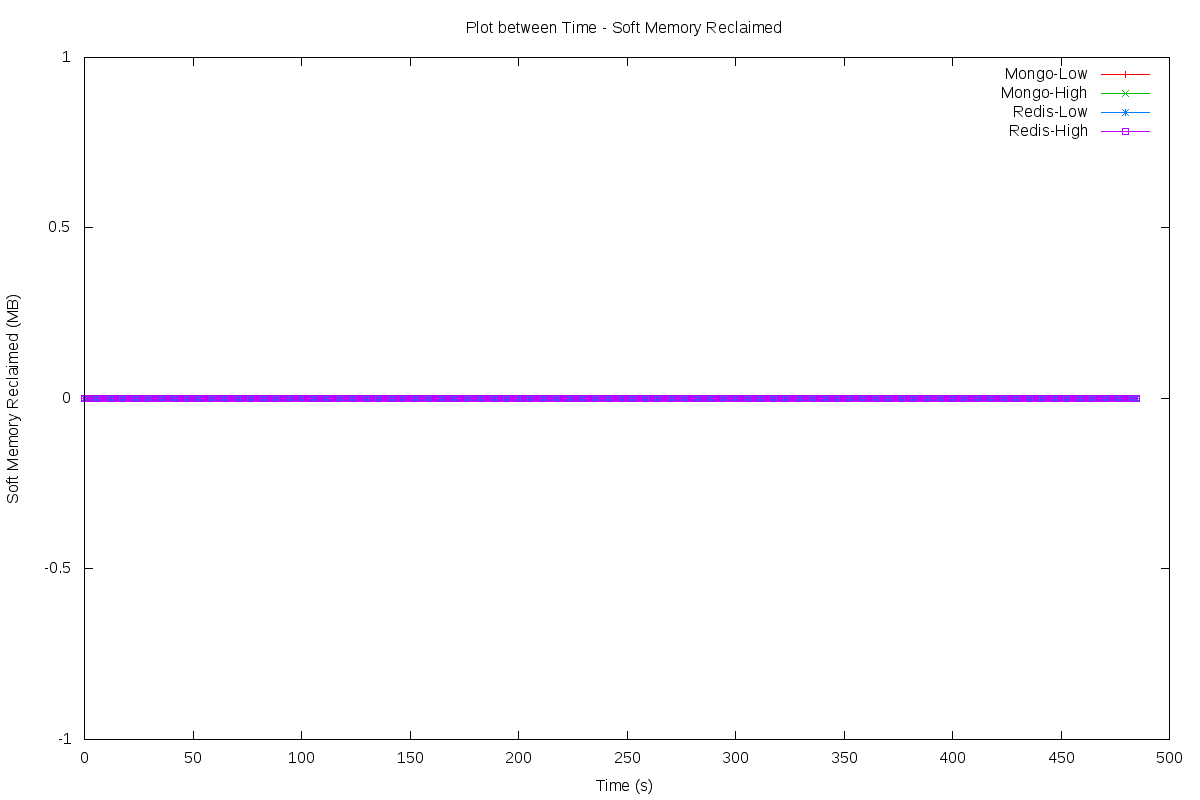 Plot between Time - Soft Memory Reclaimed
Mongo-Low
Mongo-High
Redis-Low
Redis-High
Soft Memory Reclaimed (MB)
1
0.5
0
-0.5
-1
0 50 100 150 200 250 300 350 400 450 500
Time (s)